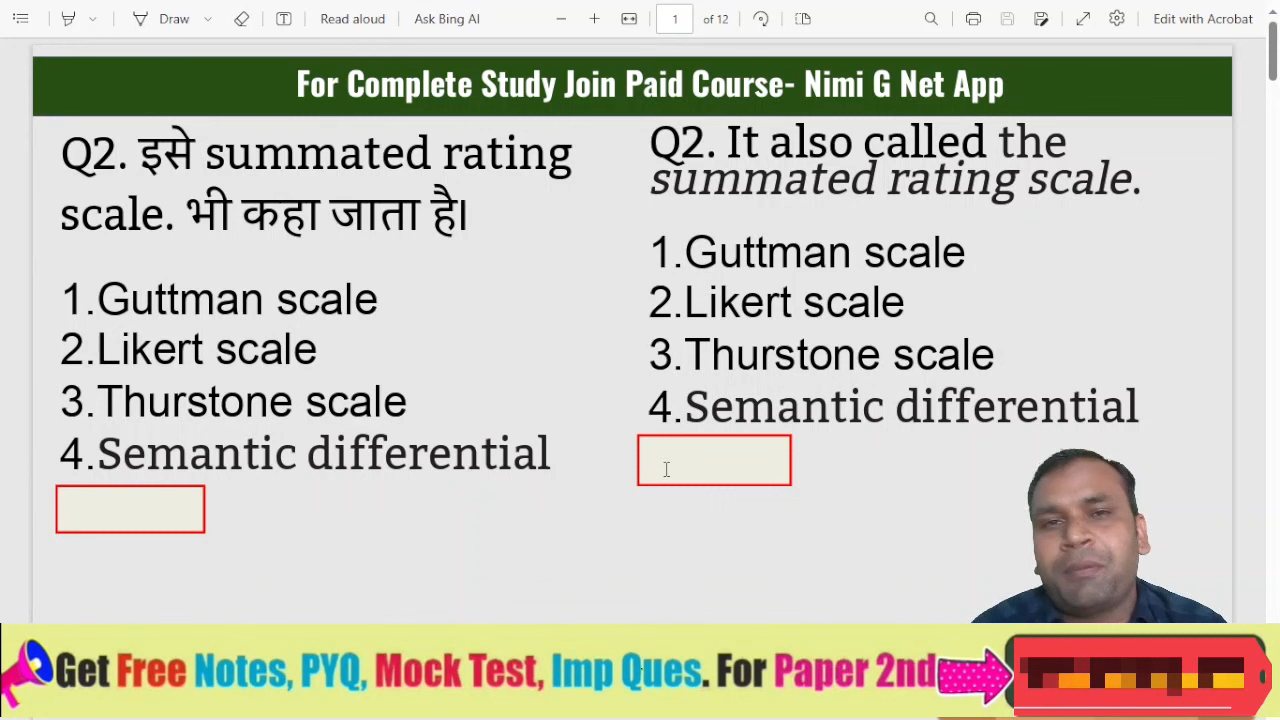 Draw
Read aloud
Ask Bing AI
1
of 12
Edit with Acrobat
For Complete Study Join Paid Course- Nimi G Net App
Q2. इसे summated rating
scale. भी कहा जाता है।
1.Guttman scale
2.Likert scale
3.Thurstone scale
4.Semantic differential
Q2. It also called the
summated rating scale.
1.Guttman scale
2.Likert scale
3.Thurstone scale
4.Semantic differential
Get Free Notes, PYQ, Mock Test, Imp Ques. For Paper 2nd